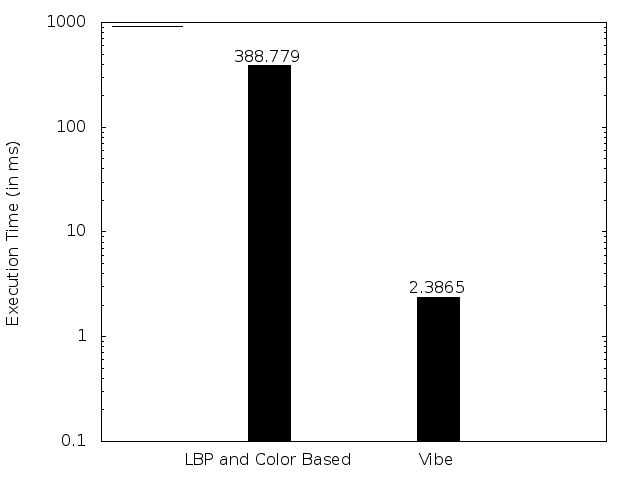 1000
388.779
100
Execution Time (in ms)
10
2.3865
1
0.1
LBP and Color Based
Vibe